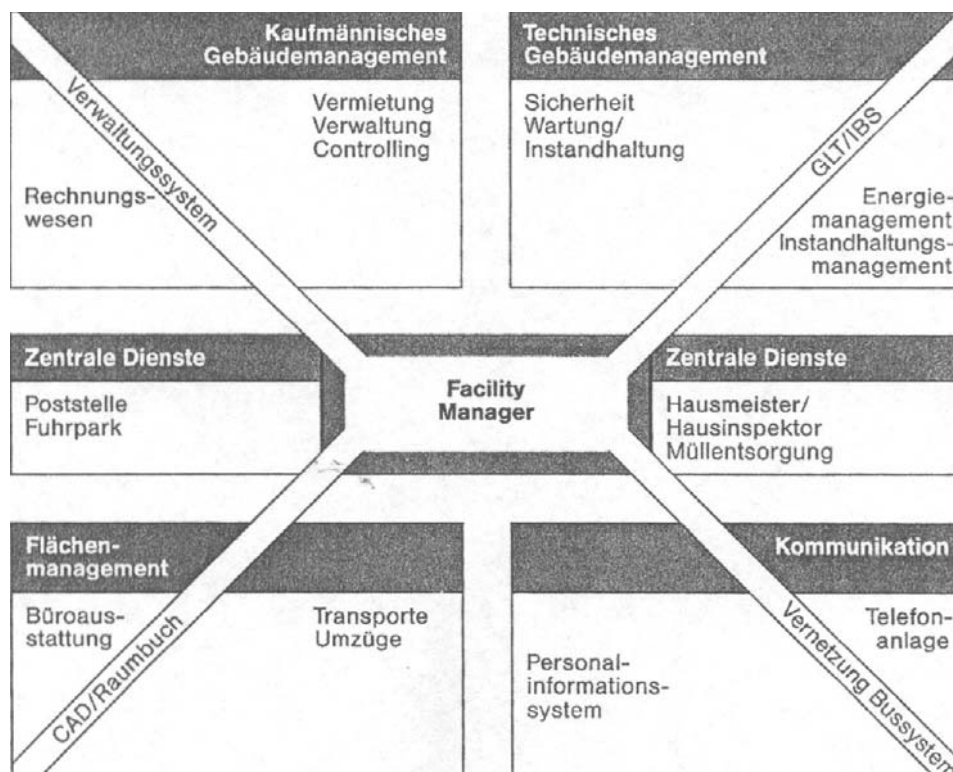 Kaufmännisches
Gebäudemanagement
Vermietung
Verwaltung
Controlling
Verwaltungssystem
Rechnungs-
wesen
Technisches
Gebäudemanagement
Sicherheit
Wartung/
Instandhaltung
GLT/IBS
Energie-
management
Instandhaltungs-
management
Zentrale Dienste
Poststelle
Fuhrpark
Facility
Manager
Zentrale Dienste
Hausmeister/
Hausinspektor
Müllentsorgung
Flächen-
management
Büroaus-
stattung
CAD/Raumbuch
Transporte
Umzüge
Kommunikation
Personal-
informations-
system
Vernetzung Bussystem
Telefon-
anlage